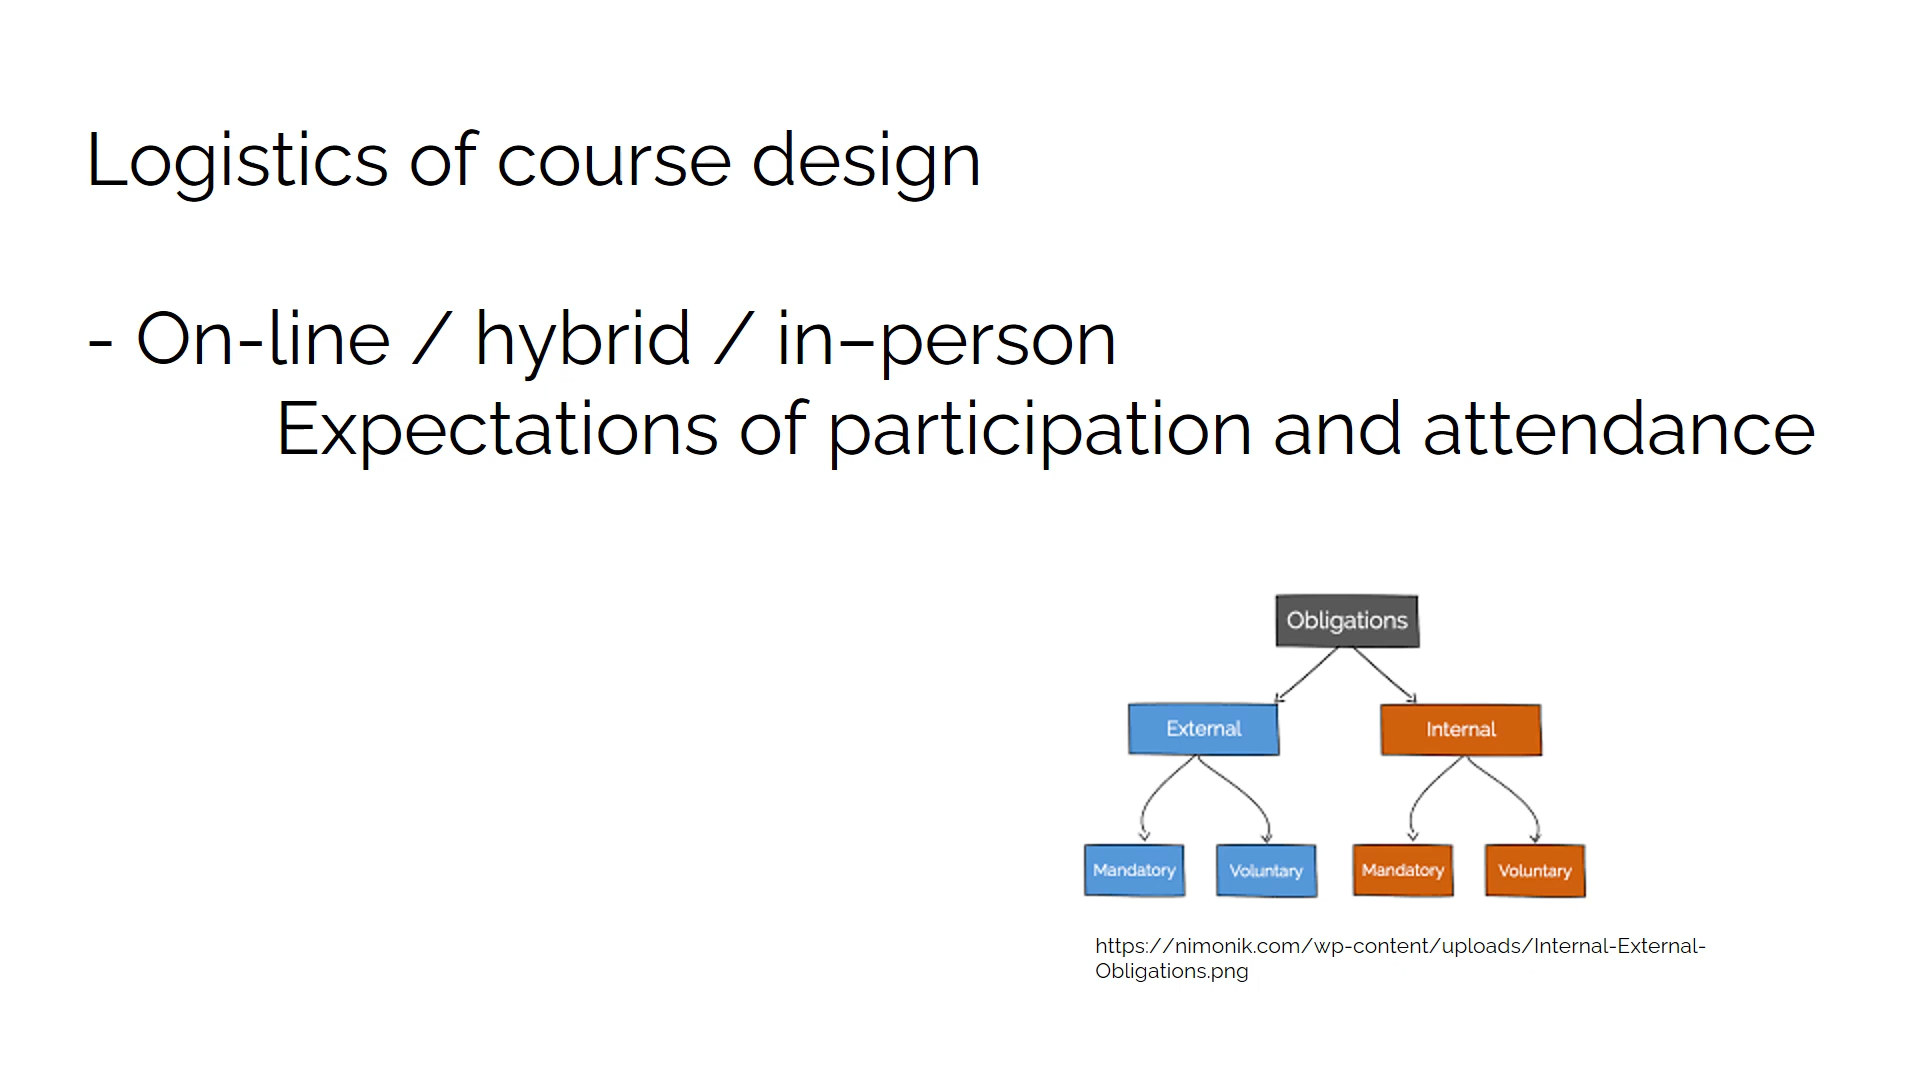 Logistics of course design
- On-line / hybrid / in–person
Expectations of participation and attendance
Obligations
External
Internal
Mandatory
Voluntary
Mandatory
Voluntary
https://nimonik.com/wp-content/uploads/Internal-External-
Obligations.png